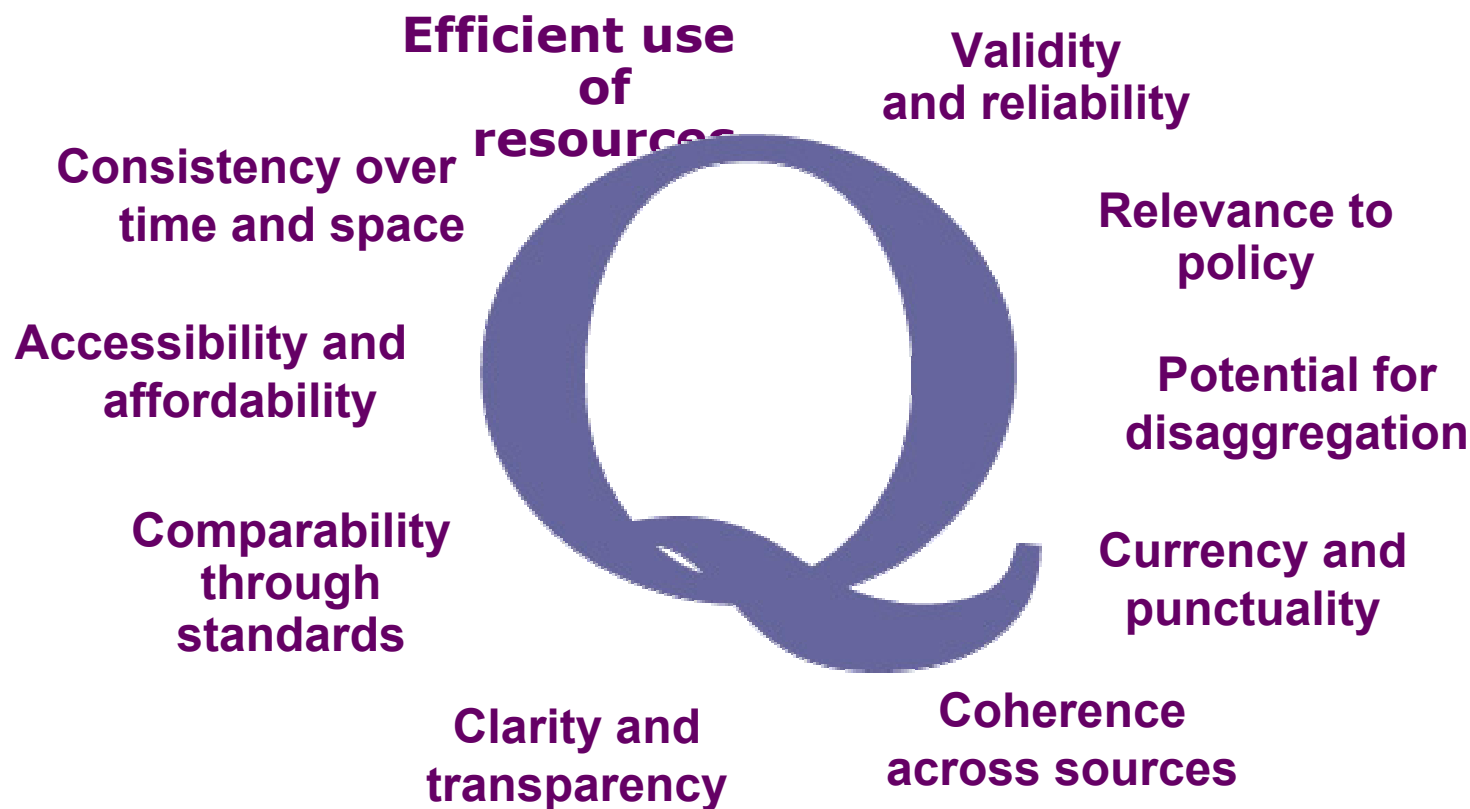 Efficient use
of
resources
Validity
and reliability
Relevance to
policy
Potential for
disaggregation
Currency and
punctuality
Coherence
across sources
Clarity and
transparency
Comparability
through
standards
Accessibility and
affordability
Consistency over
time and space
Q